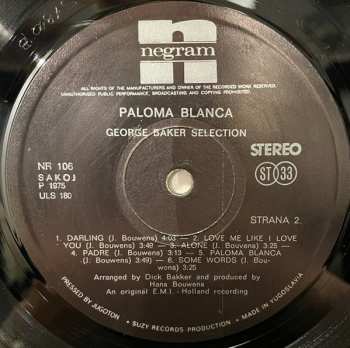 negram
ALL RIGHTS OF THE MANUFACTURERS AND OWNER OF THE RECORDED WORK RESERVED
UNAUTHORISED PUBLIC PERFORMANCE, BROADCASTING AND COPYING PROHIBITED
PALOMA BLANCA
GEORGE BAKER SELECTION
NR 106
SAKOJ
P 1975
ULS 180
STEREO
ST 33
STRANA 2.
1. DARLING (J. Bouwens) 4:03 — 2. LOVE ME LIKE I LOVE
YOU (J. Bouwens) 3:49 — 3. ALONE (J. Bouvens) 3:25 —
4. PADRE (J. Bouwens) 3:13 — 5. PALOMA BLANCA
(J. Bouwens) 3:49) — 6. SOME WORDS (J. Bou-
wens) 3:25
Arranged by Dick Bakker and produced by
Hans Bouwens
An original E.M.I. - Holland recording
PRESSED BY JUGOTON • SUZY RECORDS PRODUCTION • MADE IN YUGOSLAVIA